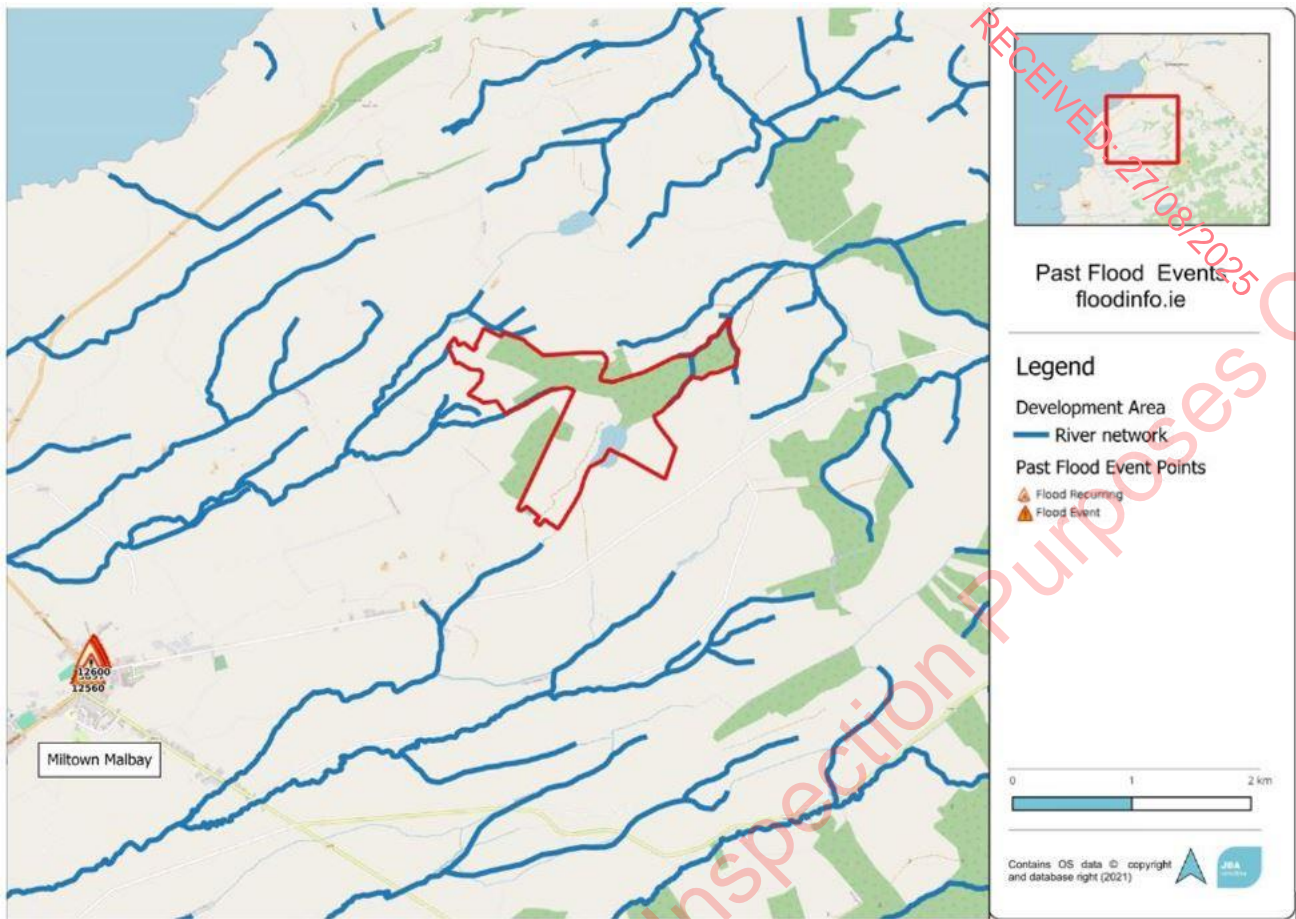 RECEIVED: 27/08/2025
Past Flood Events
floodinfo.ie
Legend
Development Area
River network
Past Flood Event Points
Flood Recurring
Flood Event
12600
12560
Miltown Malbay
0 1 2 km
Contains OS data © copyright
and database right (2021)
JBA
Inspection Purposes O